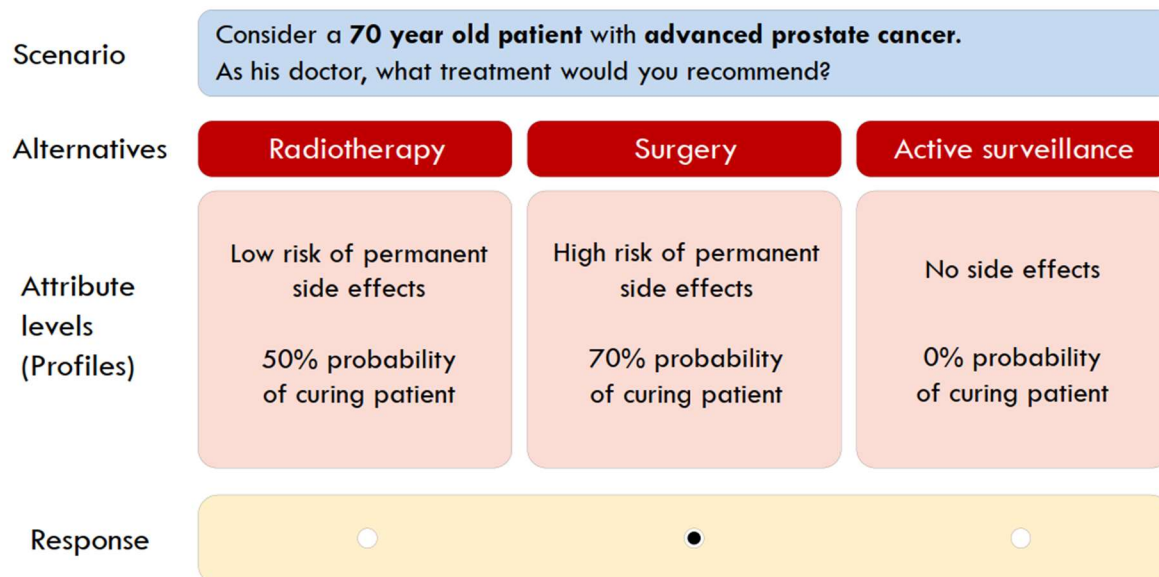 Scenario
Consider a 70 year old patient with advanced prostate cancer.
As his doctor, what treatment would you recommend?
Alternatives
Radiotherapy
Surgery
Active surveillance
Attribute
levels
(Profiles)
Low risk of permanent
side effects
50% probability
of curing patient
High risk of permanent
side effects
70% probability
of curing patient
No side effects
0% probability
of curing patient
Response